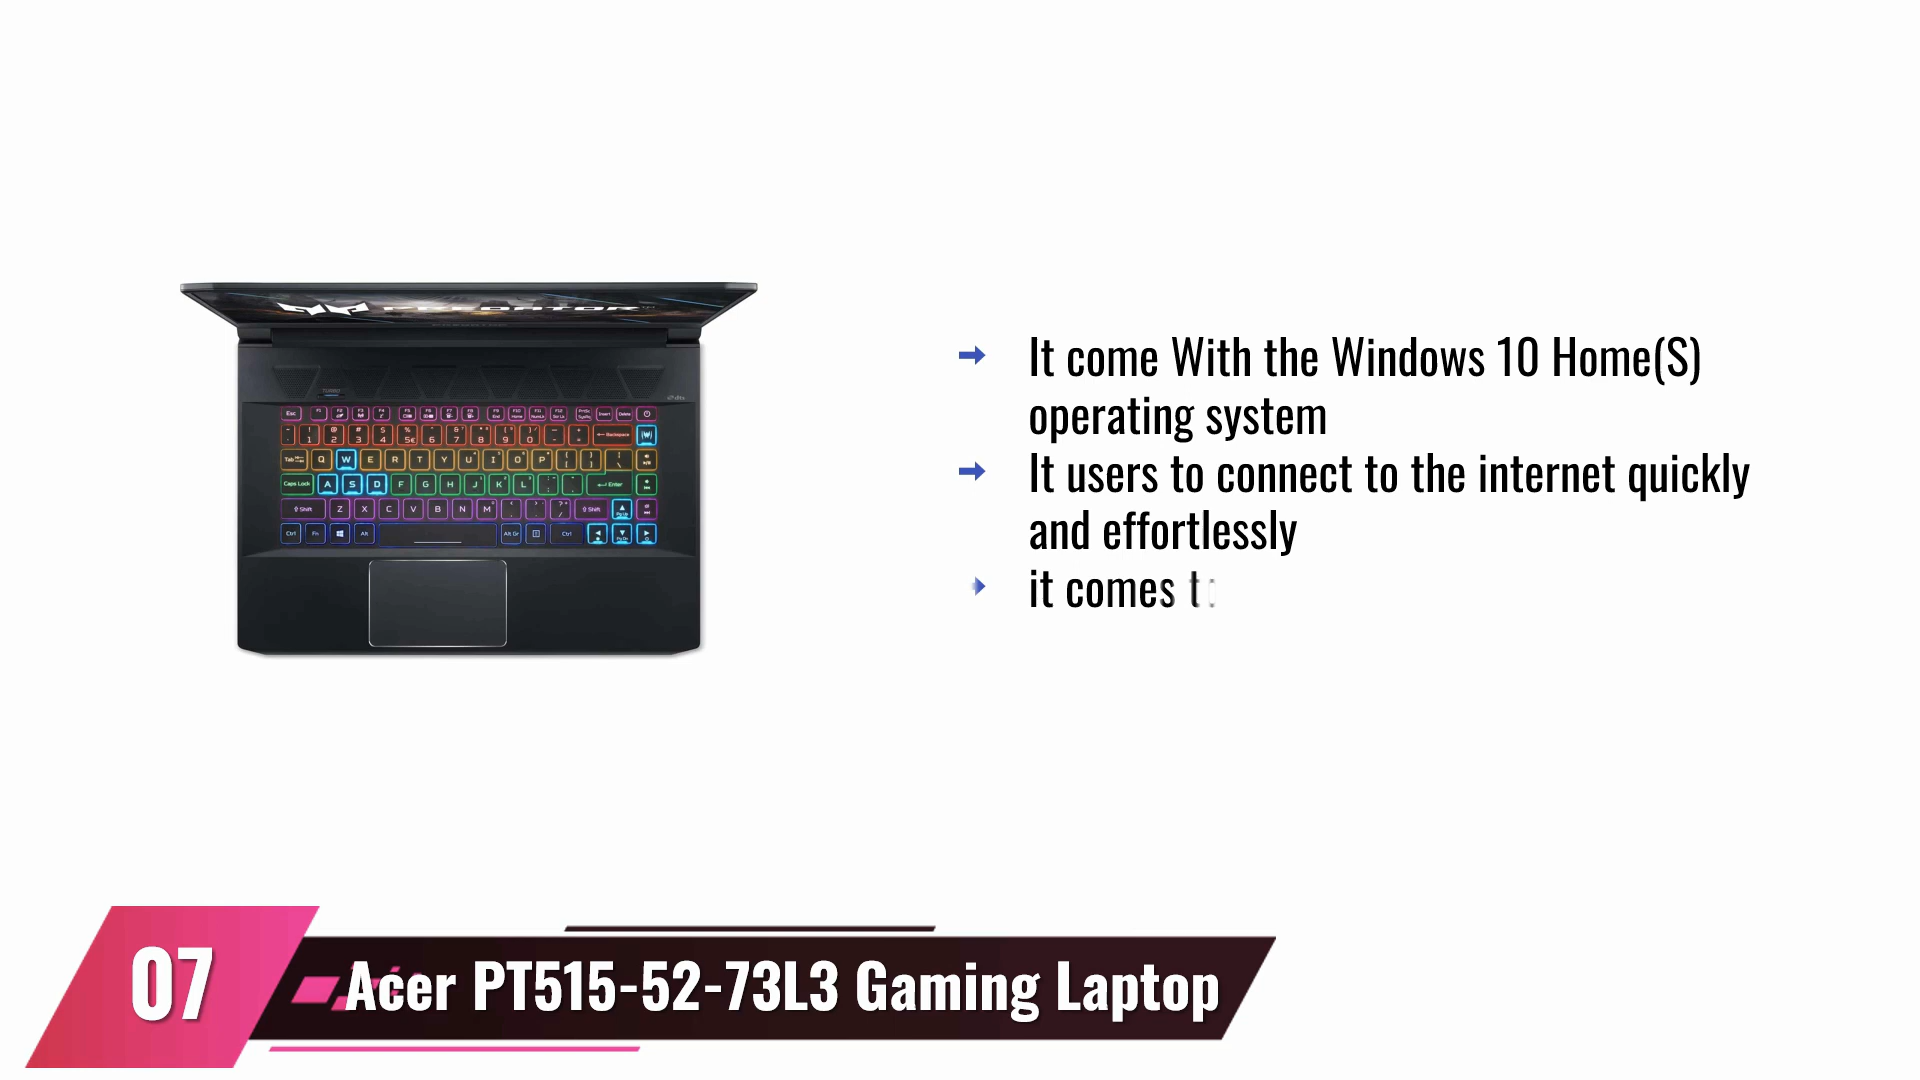 PREDATOR
It come With the Windows 10 Home(S)
operating system
It users to connect to the internet quickly
and effortlessly
it comes
07
Acer PT515-52-73L3 Gaming Laptop